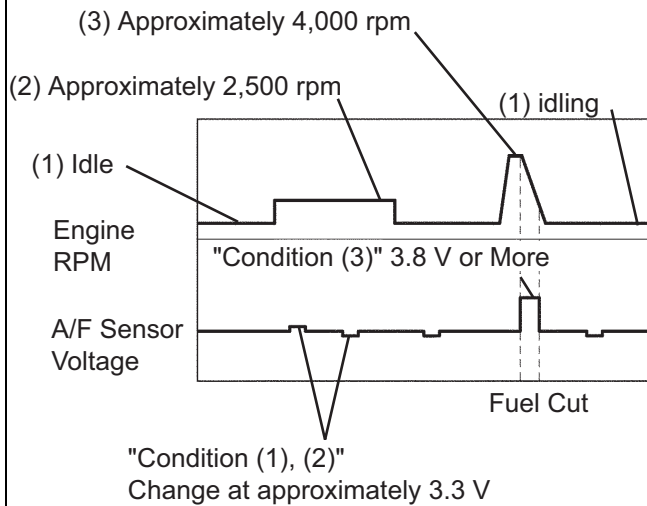 (3) Approximately 4,000 rpm
(2) Approximately 2,500 rpm
(1) idling
(1) Idle
Engine
RPM
"Condition (3)" 3.8 V or More
A/F Sensor
Voltage
Fuel Cut
"Condition (1), (2)"
Change at approximately 3.3 V